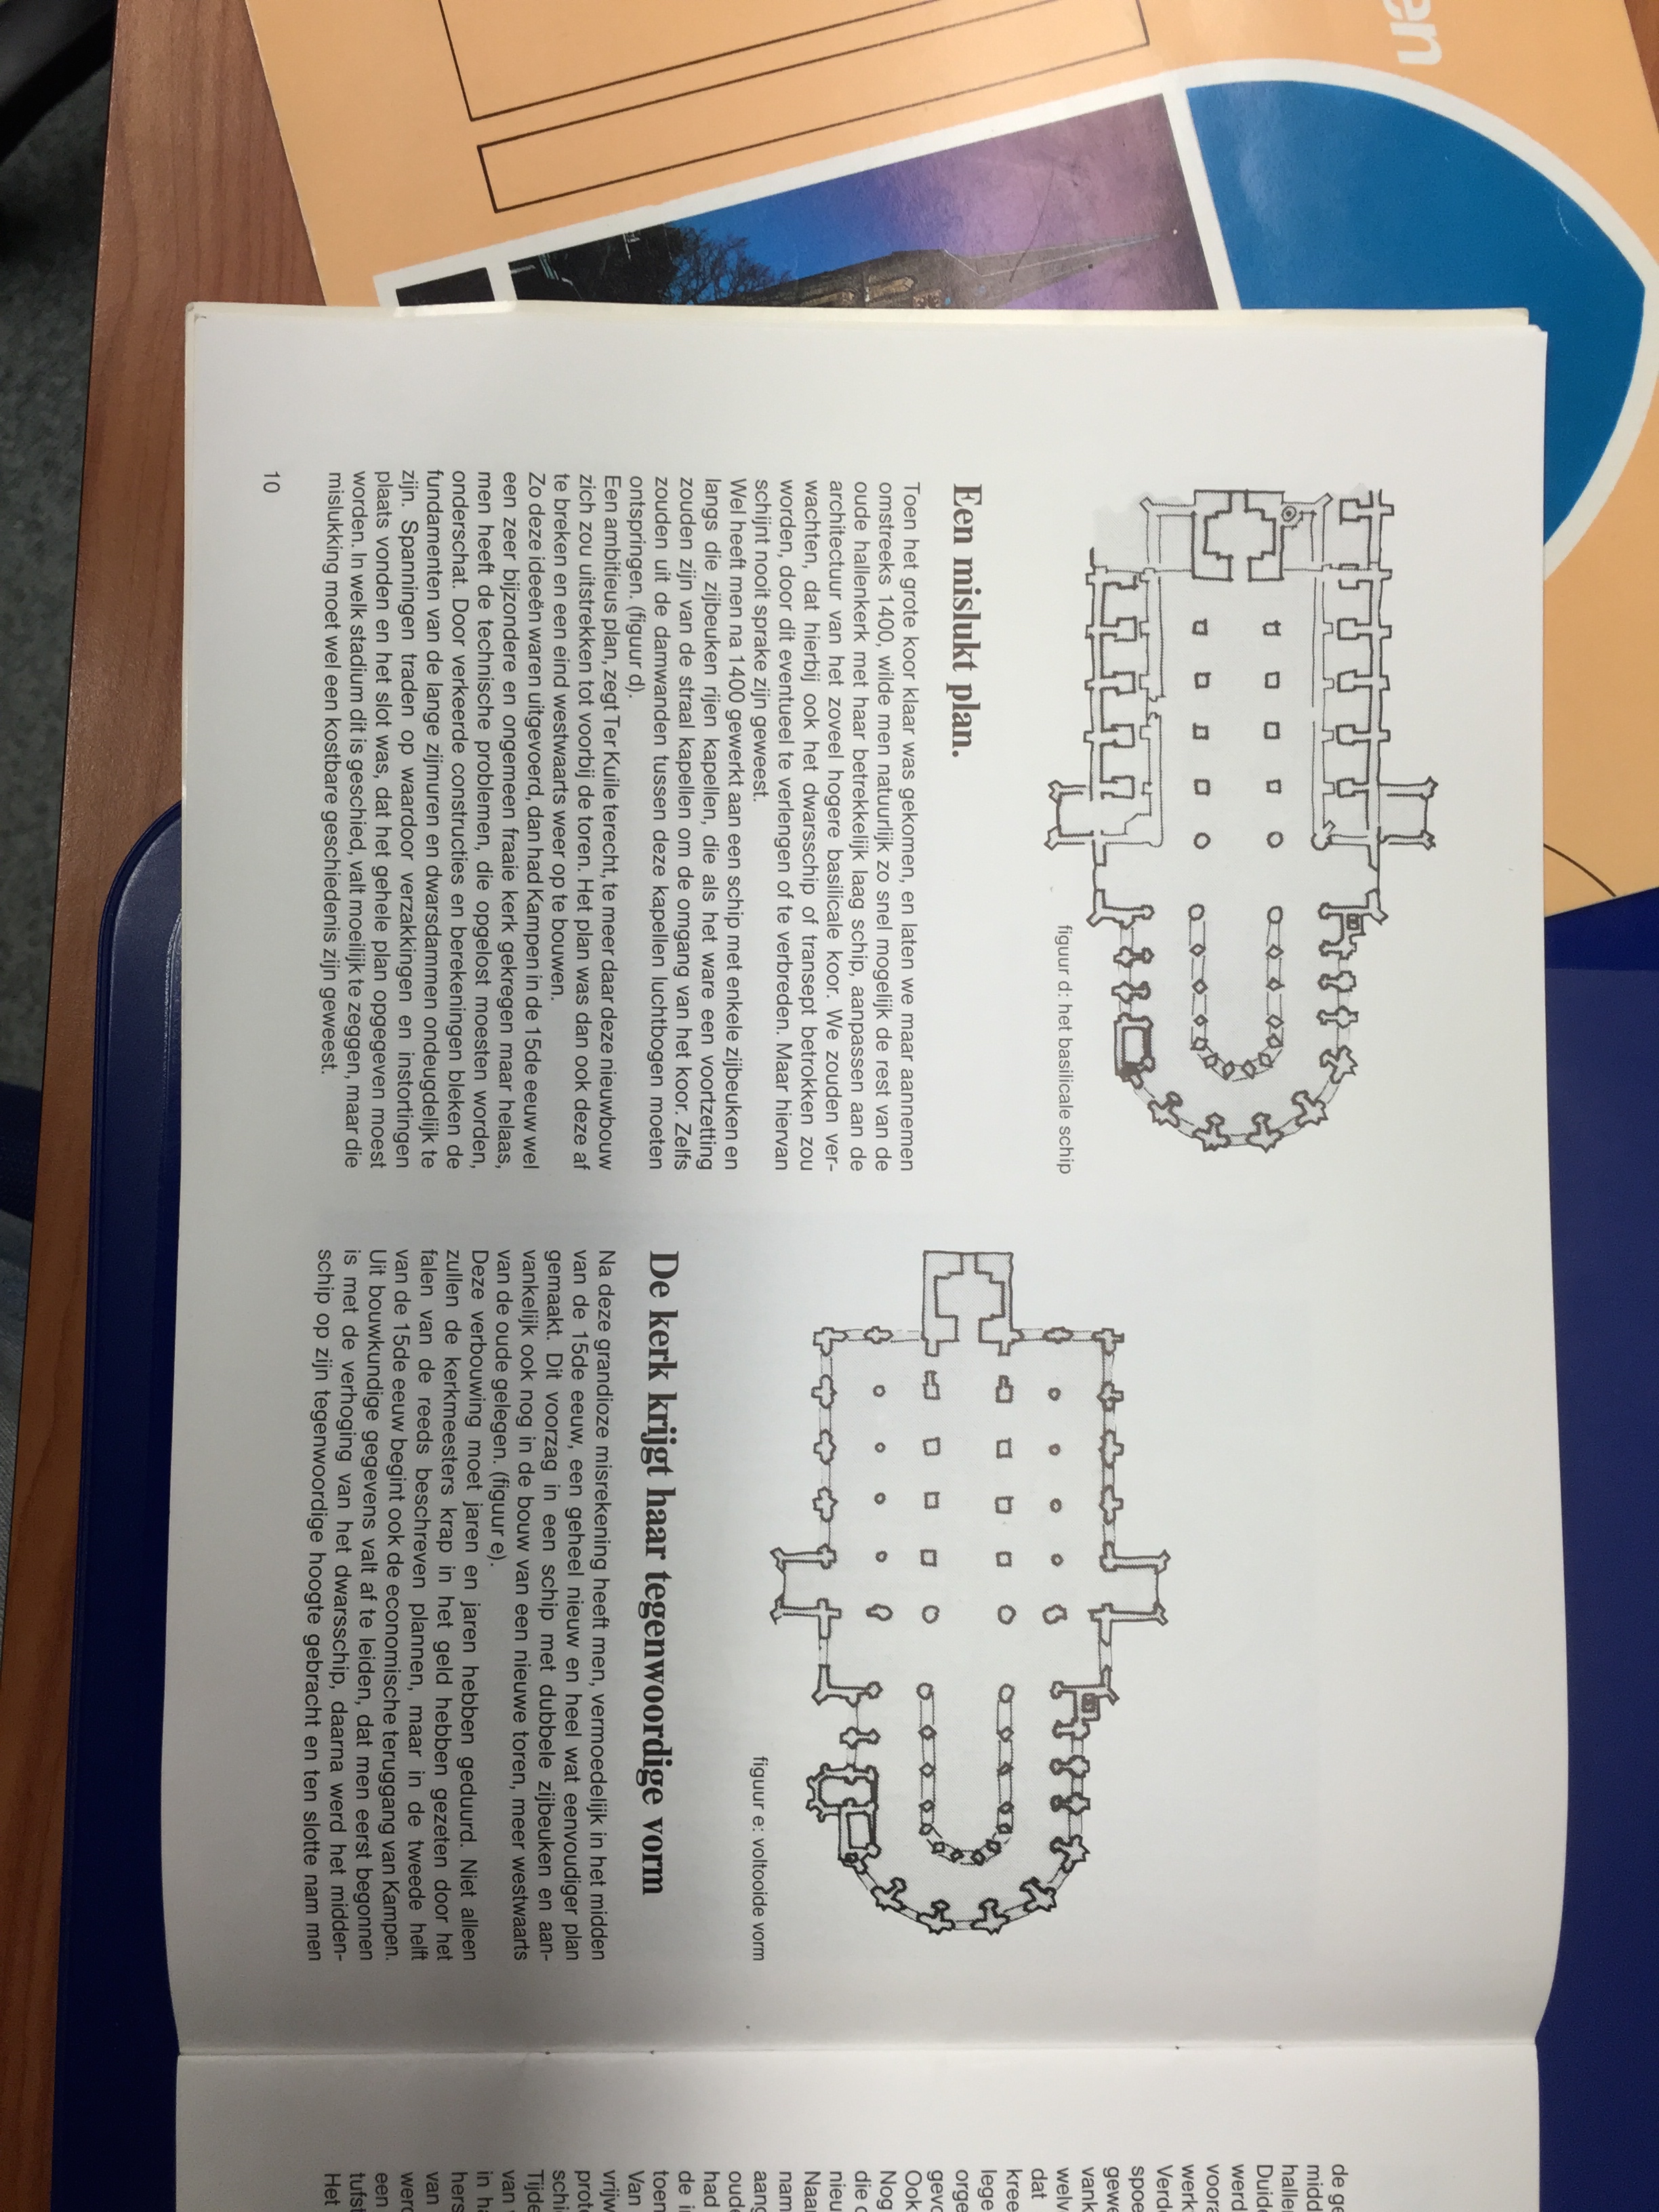 en
figuur d: het basilicale schip
Een mislukt plan.
Toen het grote koor klaar was gekomen, en laten we maar aannemen
omstreeks 1400, wilde men natuurlijk zo snel mogelijk de rest van de
oude hallenkerk met haar betrekkelijk laag schip, aanpassen aan de
architectuur van het zoveel hogere basilicale koor. We zouden ver-
wachten, dat hierbij ook het dwarsschip of transept betrokken zou
worden, door dit eventueel te verlengen of te verbreden. Maar hiervan
schijnt nooit sprake zijn geweest.
Wel heeft men na 1400 gewerkt aan een schip met enkele zijbeuken en
langs die zijbeuken rijen kapellen, die als het ware een voortzetting
zouden zijn van de straal kapellen om de omgang van het koor. Zelfs
zouden uit de damwanden tussen deze kapellen luchtbogen moeten
ontspringen. (figuur d).
Een ambitieus plan, zegt Ter Kuile terecht, te meer daar deze nieuwbouw
zich zou uitstrekken tot voorbij de toren. Het plan was dan ook deze af
te breken en een eind westwaarts weer op te bouwen.
Zo deze ideeën waren uitgevoerd, dan had Kampen in de 15de eeuw wel
een zeer bijzondere en ongemeen fraaie kerk gekregen maar helaas,
men heeft de technische problemen, die opgelost moesten worden,
onderschat. Door verkeerde constructies en berekeningen bleken de
fundamenten van de lange zijmuren en dwarsdammen ondeugdelijk te
zijn. Spanningen traden op waardoor verzakkingen en instortingen
plaats vonden en het slot was, dat het gehele plan opgegeven moest
worden. In welk stadium dit is geschied, valt moeilijk te zeggen, maar die
mislukking moet wel een kostbare geschiedenis zijn geweest.
10
figuur e: voltooide vorm
De kerk krijgt haar tegenwoordige vorm
Na deze grandioze misrekening heeft men, vermoedelijk in het midden
van de 15de eeuw, een geheel nieuw en heel wat eenvoudiger plan
gemaakt. Dit voorzag in een schip met dubbele zijbeuken en aan-
vankelijk ook nog in de bouw van een nieuwe toren, meer westwaarts
van de oude gelegen. (figuur e).
Deze verbouwing moet jaren en jaren hebben geduurd. Niet alleen
zullen de kerkmeesters krap in het geld hebben gezeten door het
falen van de reeds beschreven plannen, maar in de tweede helft
van de 15de eeuw begint ook de economische teruggang van Kampen.
Uit bouwkundige gegevens valt af te leiden, dat men eerst begonnen
is met de verhoging van het dwarsschip, daarna werd het midden-
schip op zijn tegenwoordige hoogte gebracht en ten slotte nam men